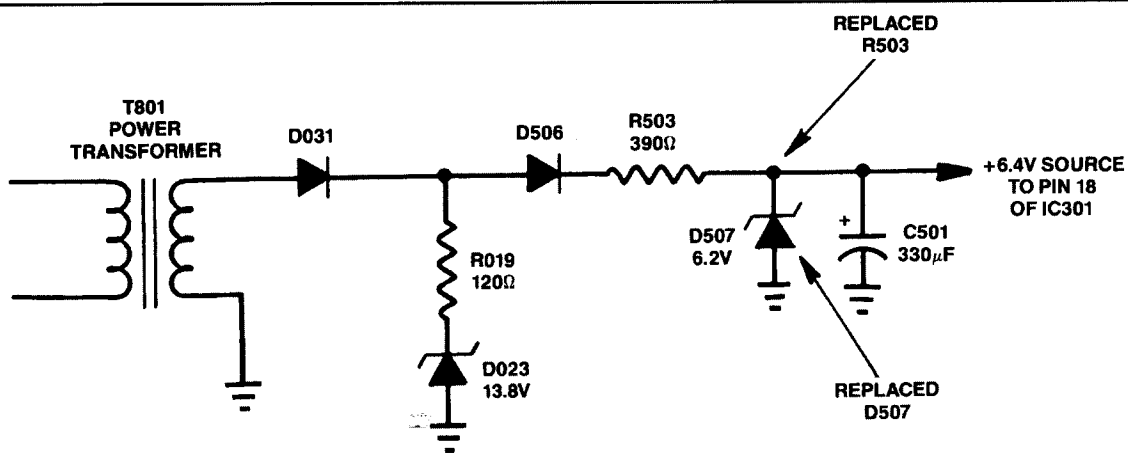 REPLACED
R503
T801
POWER
TRANSFORMER
D031
D506
R503
390Ω
+6.4V SOURCE
TO PIN 18
OF IC301
R019
120Ω
D507
6.2V
+
C501
330μF
D023
13.8V
REPLACED
D507